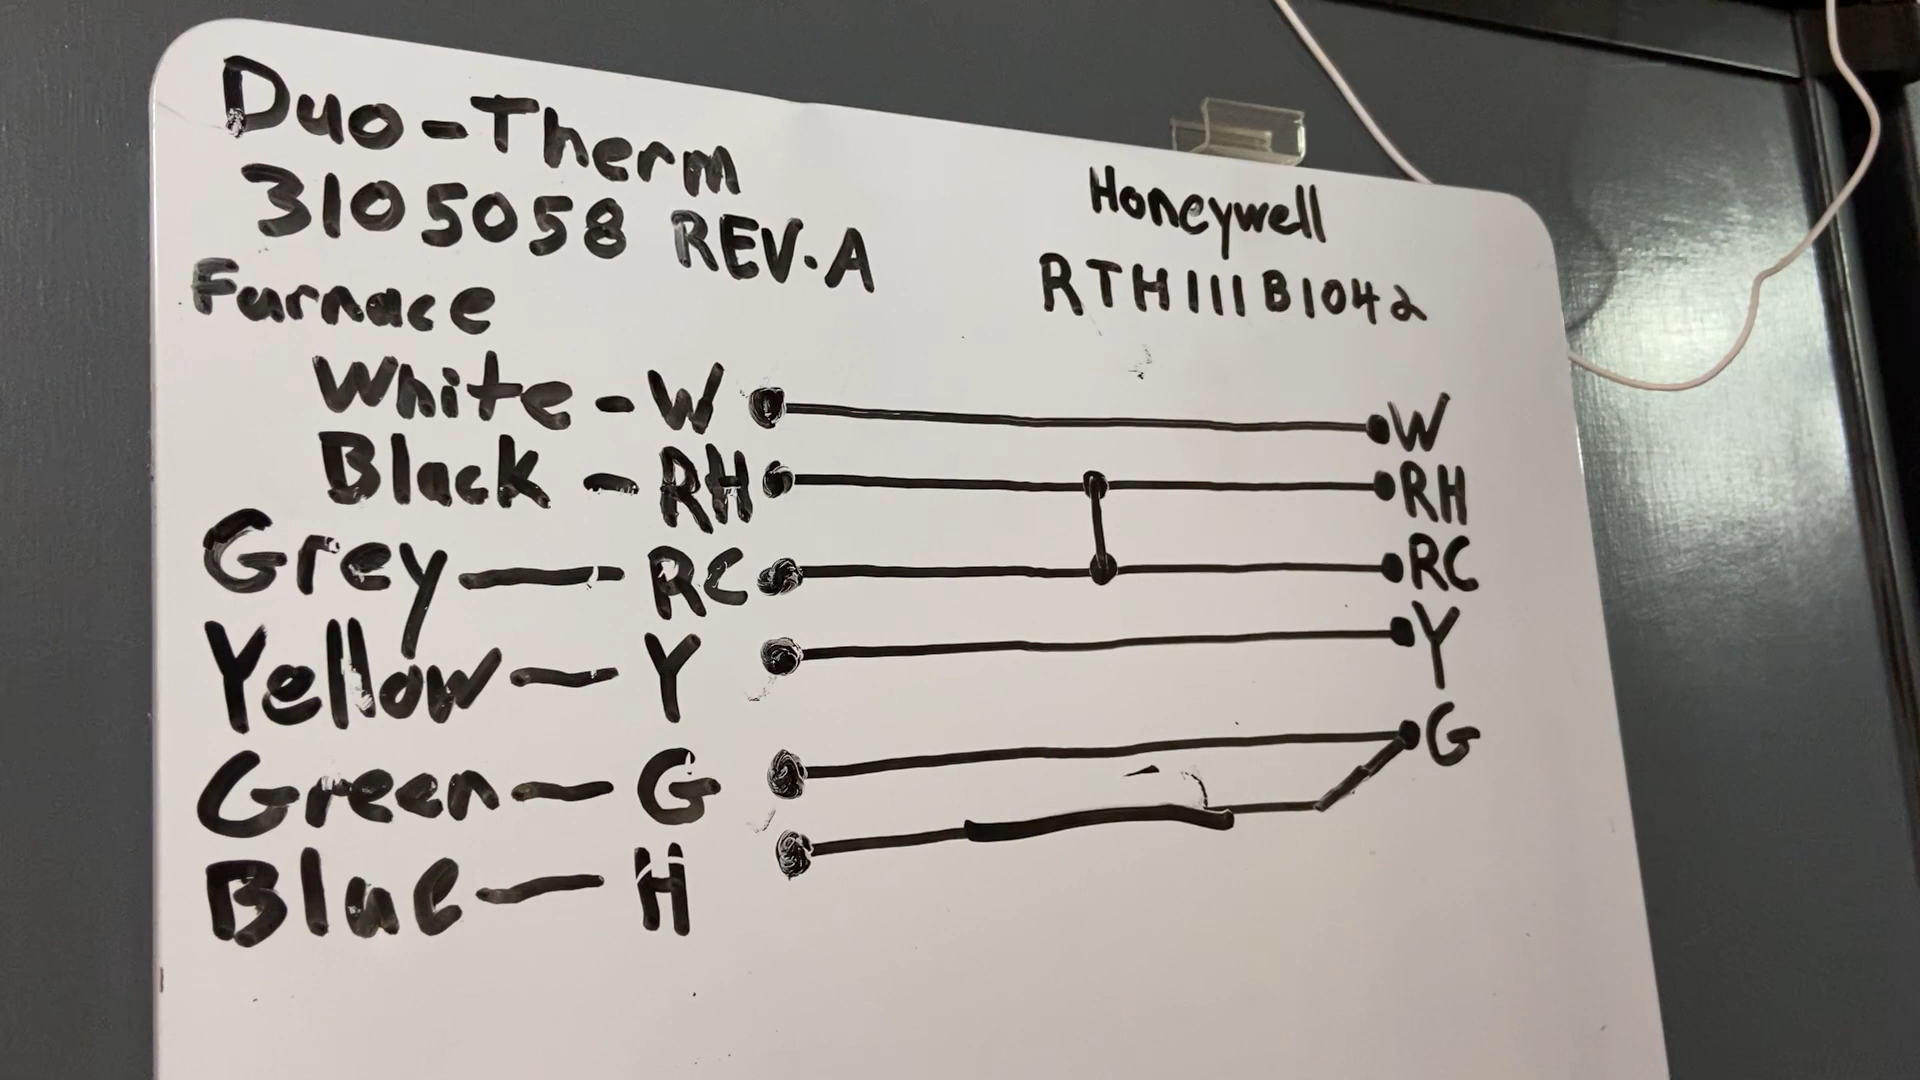 Duo-Therm
3105058 REV.A
Honeywell
RTH111B1042
Furnace
White - W W
Black - RH RH
Grey - RC RC
Yellow - Y Y
Green - G G
Blue - H